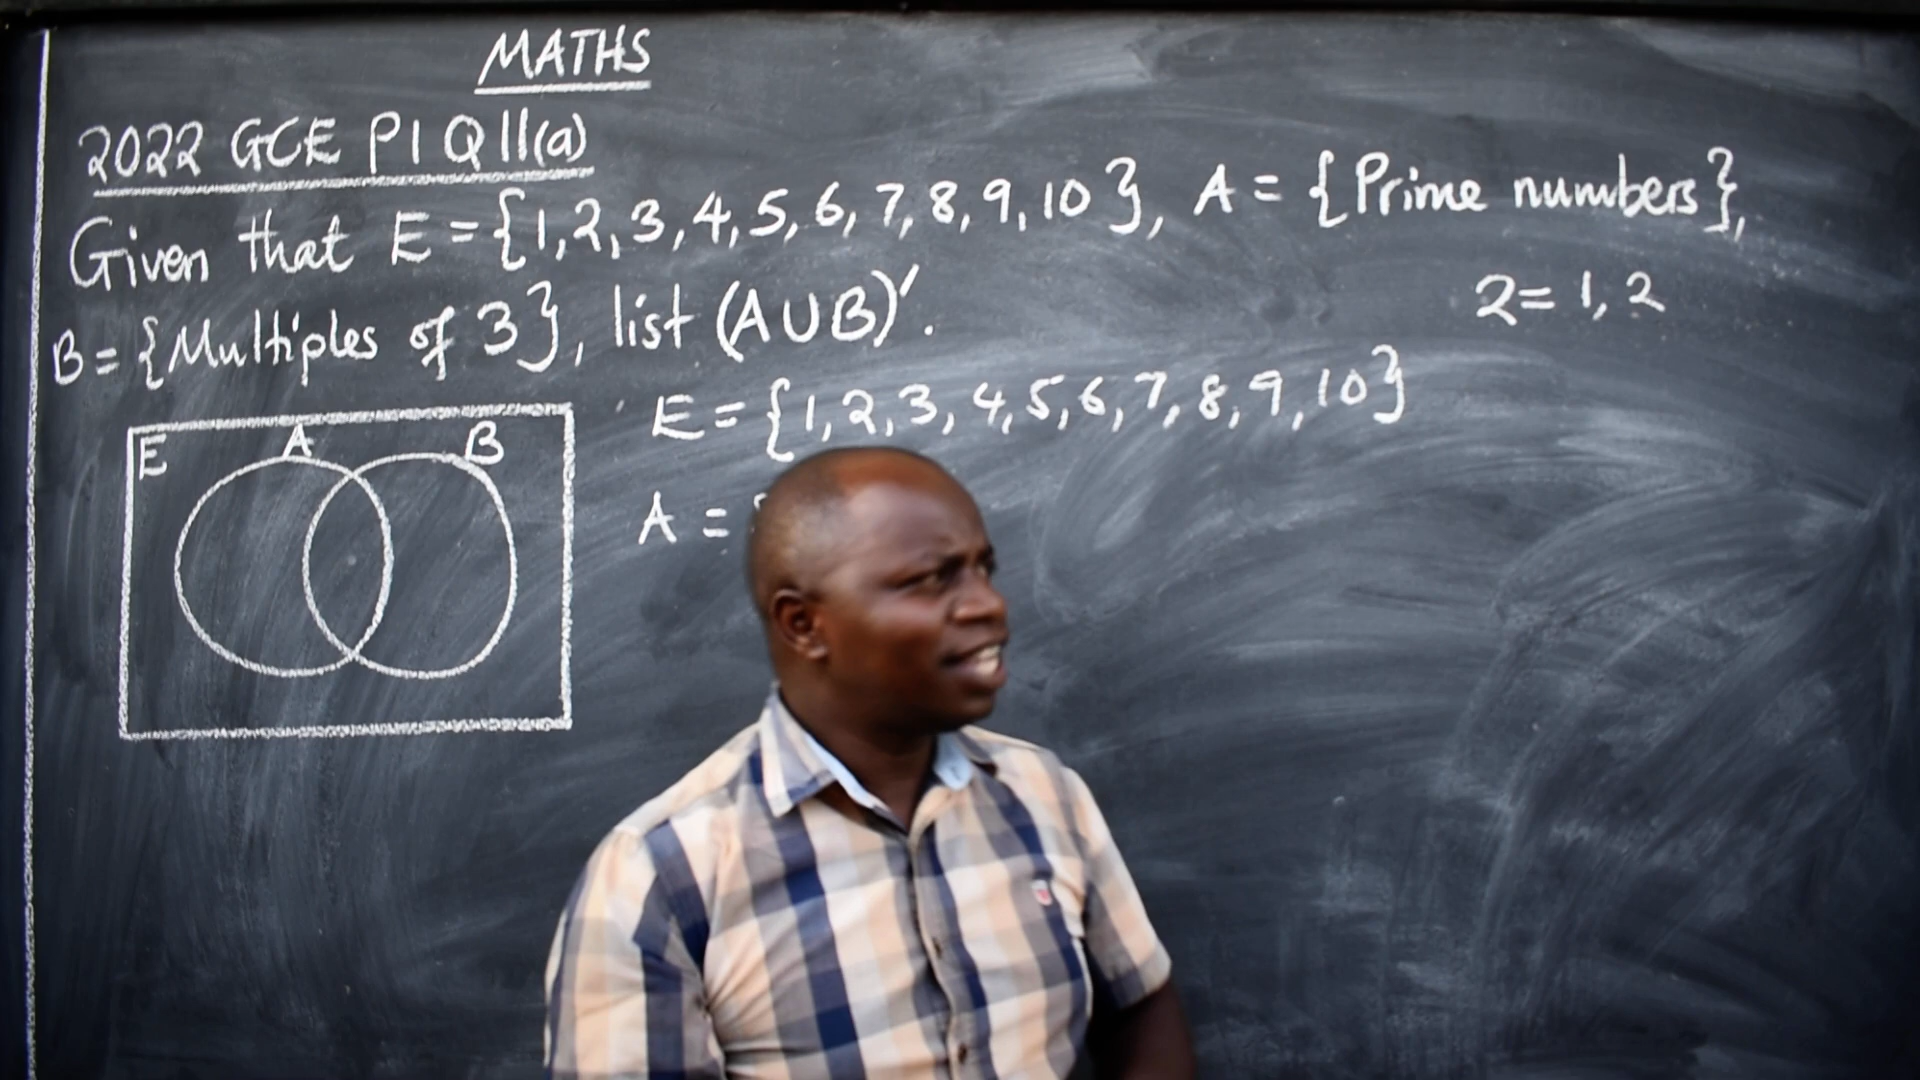 MATHS
2022 GCE P1 Q11(a)
Given that E = {1,2,3,4,5,6,7,8,9,10}, A = {Prime numbers},
B = {Multiples of 3}, list (A∪B)′.
2 = 1, 2
E = {1,2,3,4,5,6,7,8,9,10}
E A B
A = {